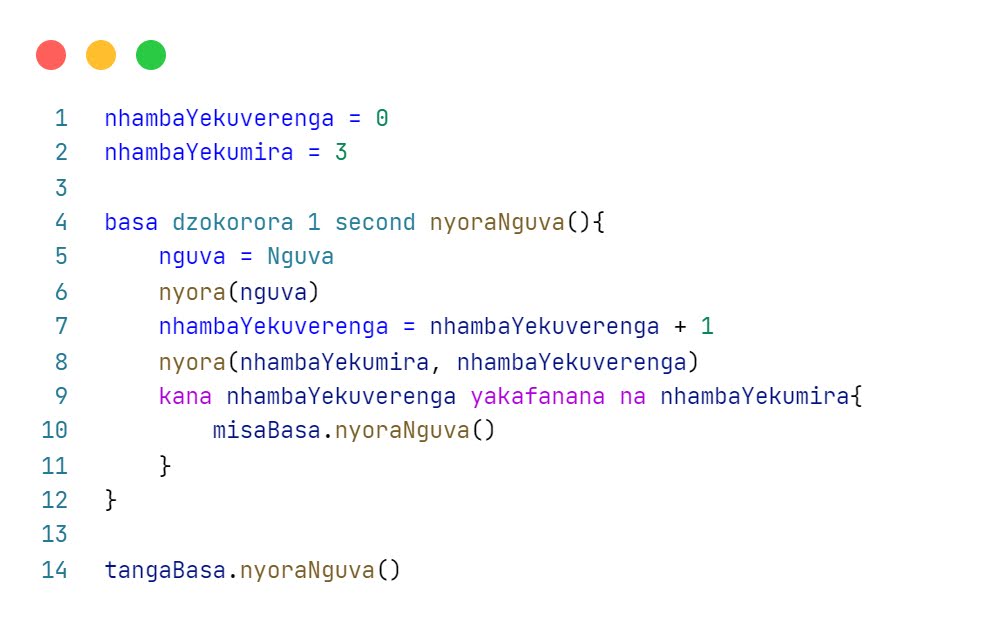 1 nhambaYekuverenga = 0
2 nhambaYekumira = 3
3
4 basa dzokorora 1 second nyoraNguva(){
5     nguva = Nguva
6     nyora(nguva)
7     nhambaYekuverenga = nhambaYekuverenga + 1
8     nyora(nhambaYekumira, nhambaYekuverenga)
9     kana nhambaYekuverenga yakafanana na nhambaYekumira{
10         misaBasa.nyoraNguva()
11     }
12 }
13
14 tangaBasa.nyoraNguva()